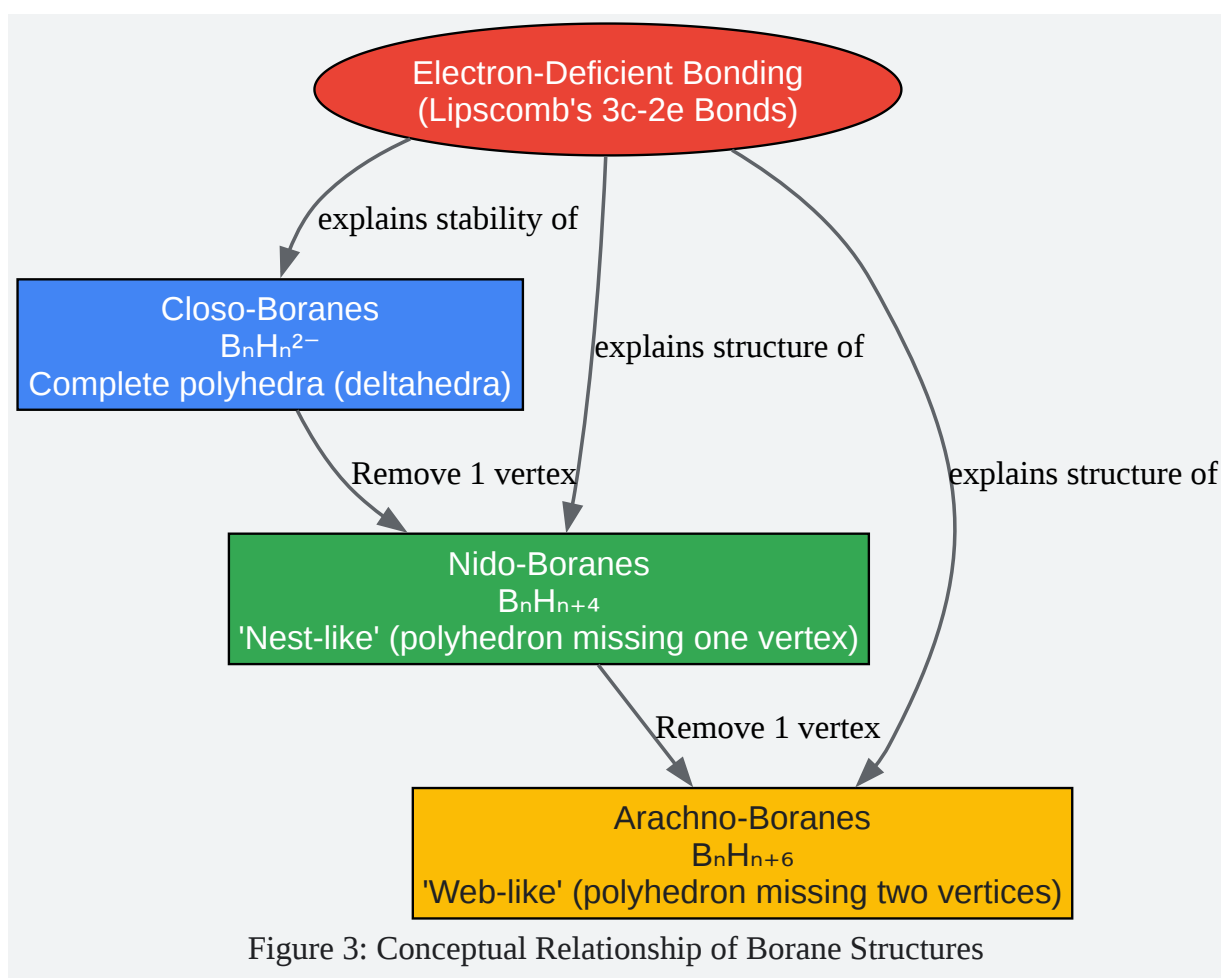 Electron-Deficient Bonding
(Lipscomb's 3c-2e Bonds)
explains stability of
Closo-Boranes
BₙHₙ²⁻
Complete polyhedra (deltahedra)
explains structure of
Remove 1 vertex
explains structure of
Nido-Boranes
BₙHₙ₊₄
'Nest-like' (polyhedron missing one vertex)
Remove 1 vertex
Arachno-Boranes
BₙHₙ₊₆
'Web-like' (polyhedron missing two vertices)
Figure 3: Conceptual Relationship of Borane Structures